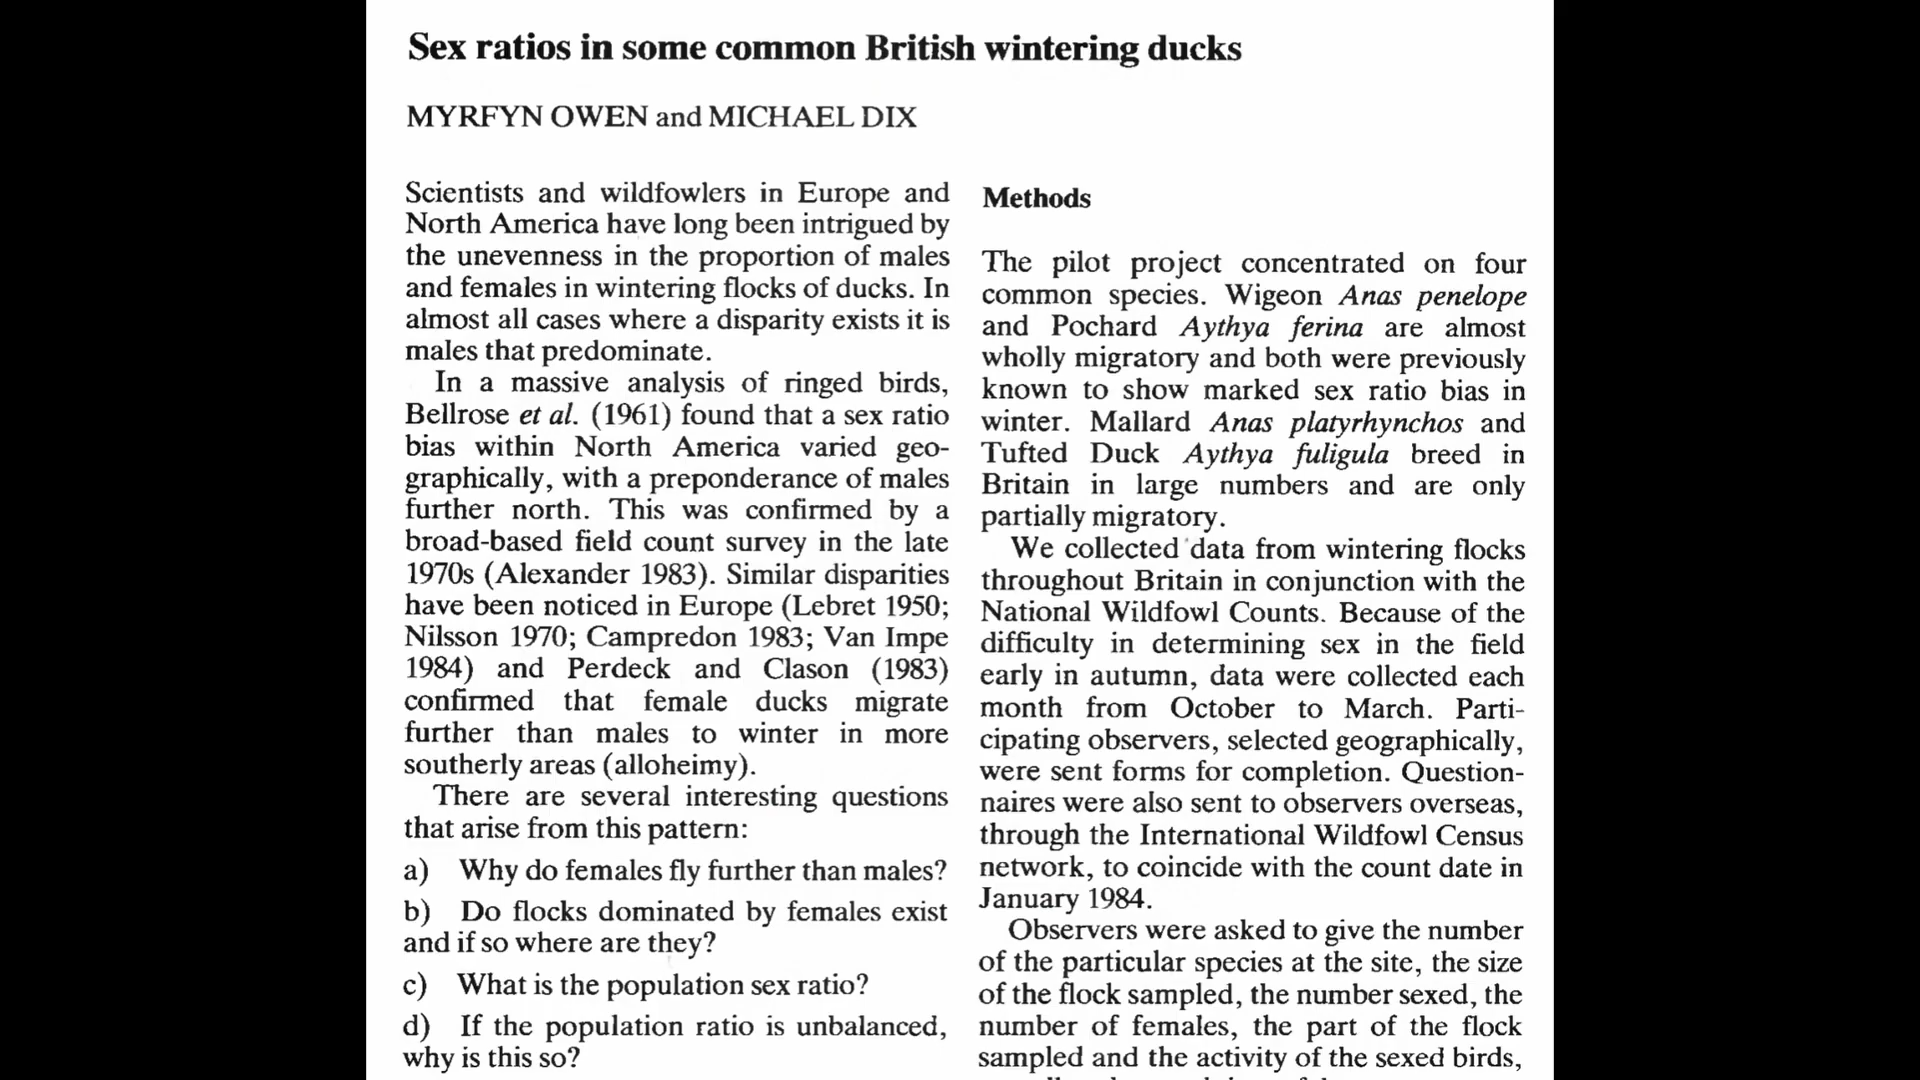 Sex ratios in some common British wintering ducks
MYRFYN OWEN and MICHAEL DIX
Scientists and wildfowlers in Europe and
North America have long been intrigued by
the unevenness in the proportion of males
and females in wintering flocks of ducks. In
almost all cases where a disparity exists it is
males that predominate.
In a massive analysis of ringed birds,
Bellrose et al. (1961) found that a sex ratio
bias within North America varied geo-
graphically, with a preponderance of males
further north. This was confirmed by a
broad-based field count survey in the late
1970s (Alexander 1983). Similar disparities
have been noticed in Europe (Lebret 1950;
Nilsson 1970; Campredon 1983; Van Impe
1984) and Perdeck and Clason (1983)
confirmed that female ducks migrate
further than males to winter in more
southerly areas (alloheimy).
There are several interesting questions
that arise from this pattern:
a) Why do females fly further than males?
b) Do flocks dominated by females exist
and if so where are they?
c) What is the population sex ratio?
d) If the population ratio is unbalanced,
why is this so?
Methods
The pilot project concentrated on four
common species. Wigeon Anas penelope
and Pochard Aythya ferina are almost
wholly migratory and both were previously
known to show marked sex ratio bias in
winter. Mallard Anas platyrhynchos and
Tufted Duck Aythya fuligula breed in
Britain in large numbers and are only
partially migratory.
We collected data from wintering flocks
throughout Britain in conjunction with the
National Wildfowl Counts. Because of the
difficulty in determining sex in the field
early in autumn, data were collected each
month from October to March. Parti-
cipating observers, selected geographically,
were sent forms for completion. Question-
naires were also sent to observers overseas,
through the International Wildfowl Census
network, to coincide with the count date in
January 1984.
Observers were asked to give the number
of the particular species at the site, the size
of the flock sampled, the number sexed, the
number of females, the part of the flock
sampled and the activity of the sexed birds,